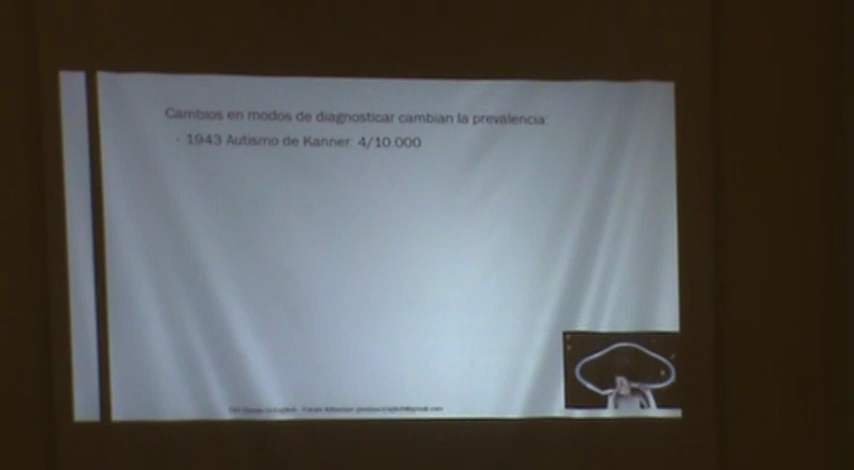 Cambios en modos de diagnosticar cambian la prevalencia:
- 1943 Autismo de Kanner: 4/10 000